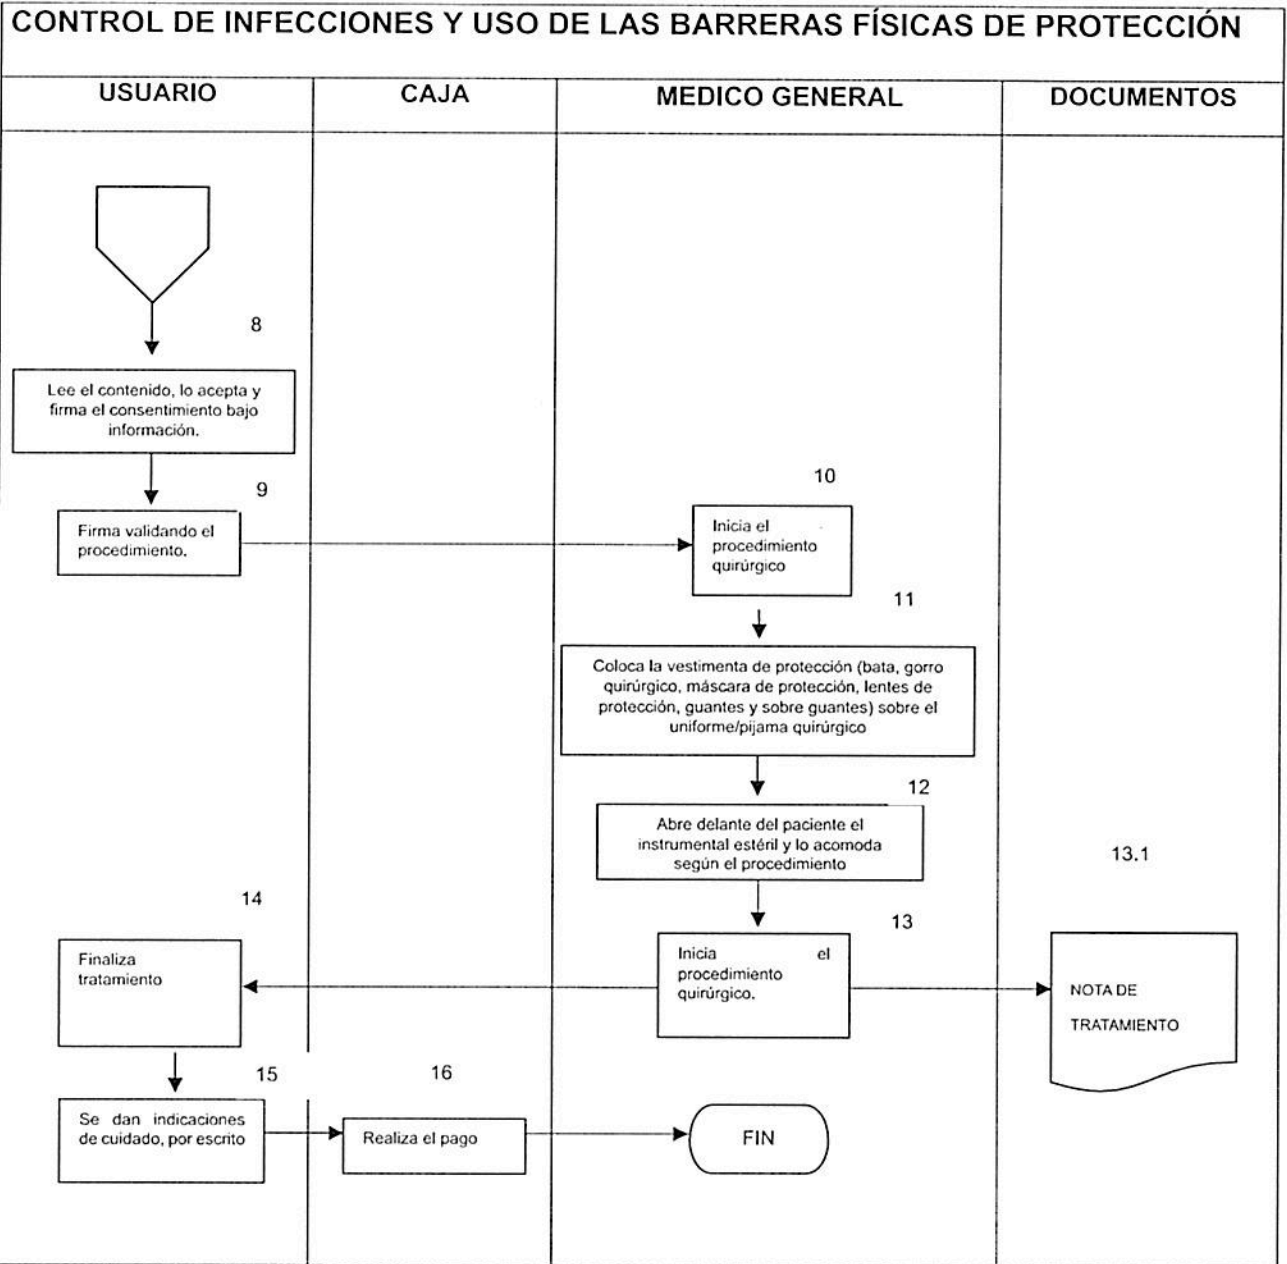 CONTROL DE INFECCIONES Y USO DE LAS BARRERAS FÍSICAS DE PROTECCIÓN
USUARIO
CAJA
MEDICO GENERAL
DOCUMENTOS
8
Lee el contenido, lo acepta y
firma el consentimiento bajo
información.
9
Firma validando el
procedimiento.
10
Inicia el
procedimiento
quirúrgico
11
Coloca la vestimenta de protección (bata, gorro
quirúrgico, máscara de protección, lentes de
protección, guantes y sobre guantes) sobre el
uniforme/pijama quirúrgico
12
Abre delante del paciente el
instrumental estéril y lo acomoda
según el procedimiento
13
Inicia el
procedimiento
quirúrgico.
13.1
NOTA DE
TRATAMIENTO
14
Finaliza
tratamiento
15
Se dan indicaciones
de cuidado, por escrito
16
Realiza el pago
FIN